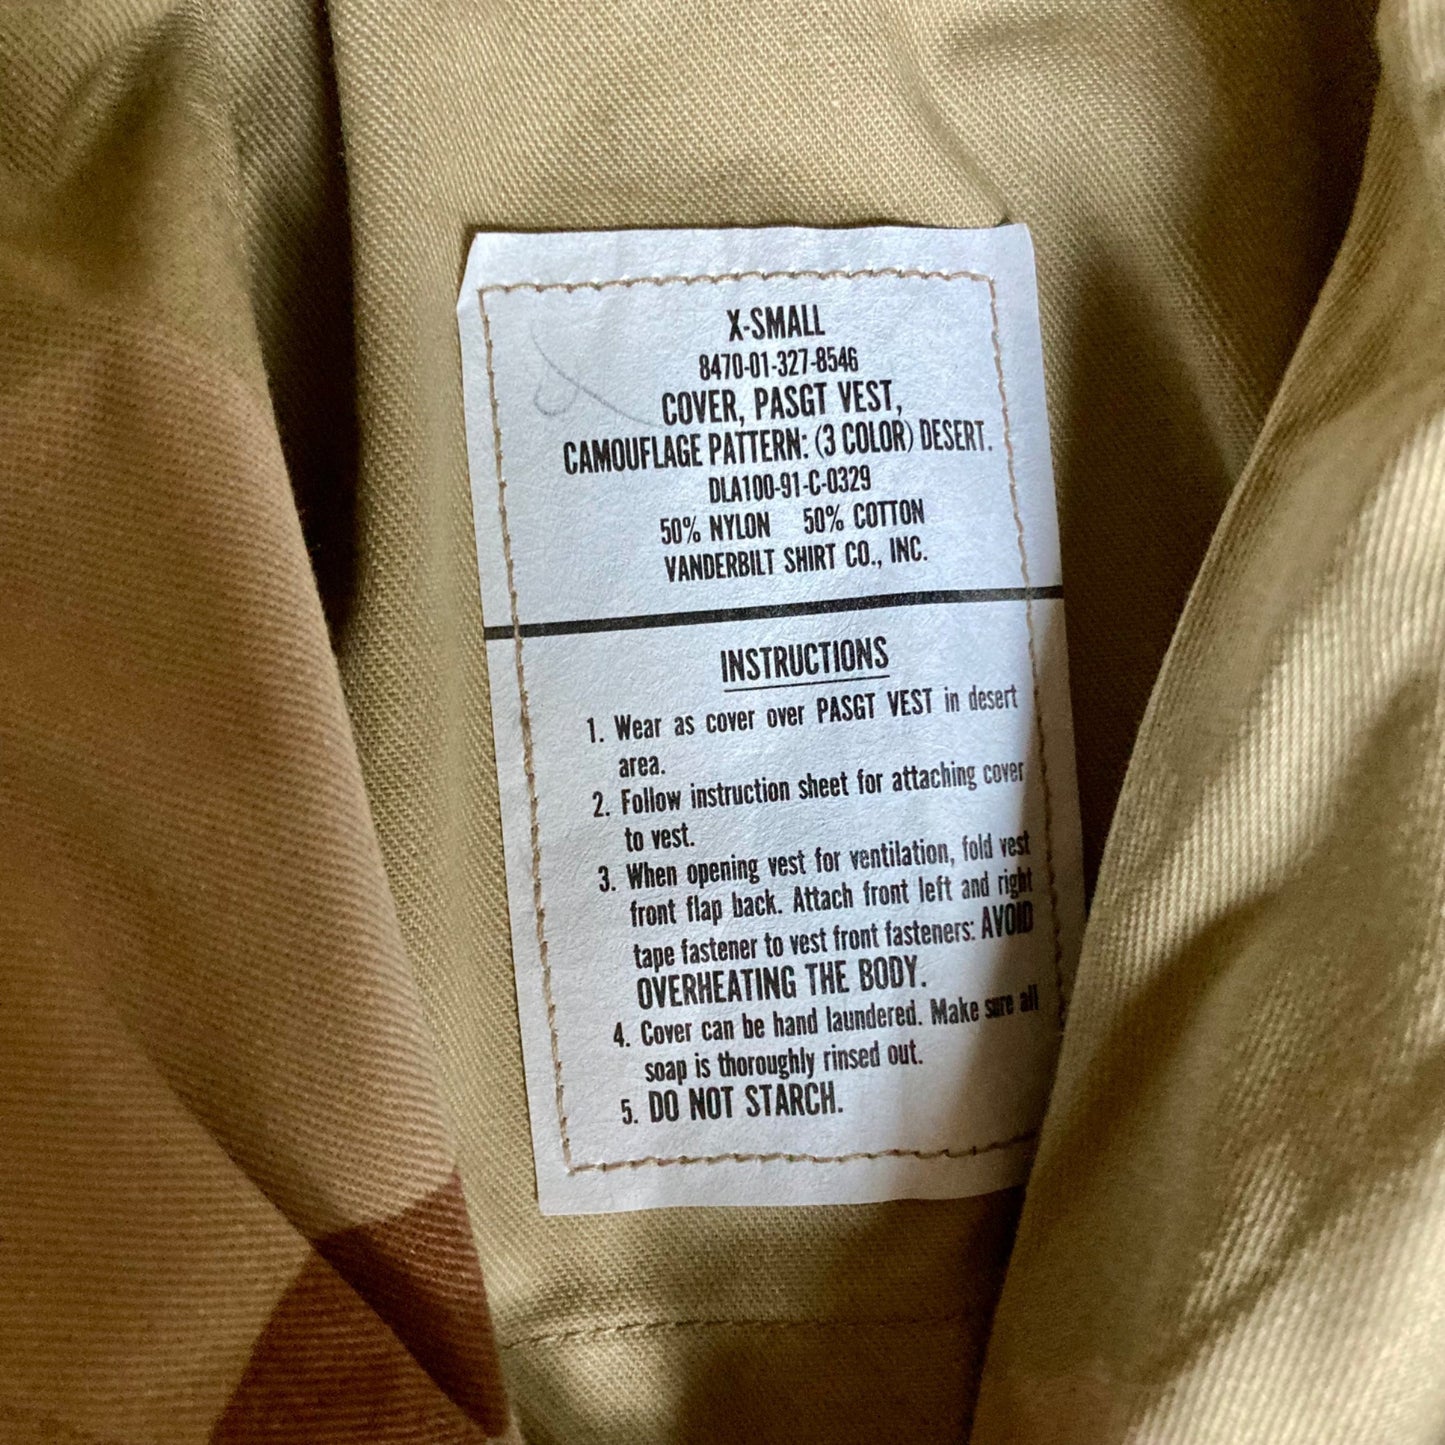 X-SMALL
8470-01-327-8546
COVER, PASGT VEST,
CAMOUFLAGE PATTERN: (3 COLOR) DESERT.
DLA100-91-C-0329
50% NYLON 50% COTTON
VANDERBILT SHIRT CO., INC.
INSTRUCTIONS
1. Wear as cover over PASGT VEST in desert
area.
2. Follow instruction sheet for attaching cover
to vest.
3. When opening vest for ventilation, fold vest
front flap back. Attach front left and right
tape fastener to vest front fasteners: AVOID
OVERHEATING THE BODY.
4. Cover can be hand laundered. Make sure all
soap is thoroughly rinsed out.
5. DO NOT STARCH.